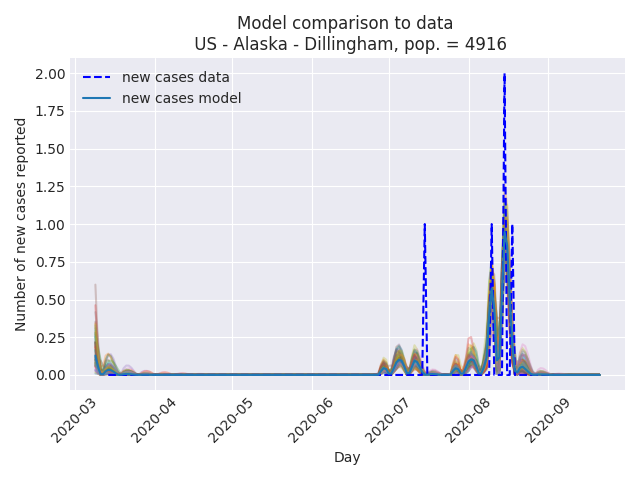 Model comparison to data
US - Alaska - Dillingham, pop. = 4916
new cases data
new cases model
2.00
1.75
1.50
1.25
1.00
0.75
0.50
0.25
0.00
Number of new cases reported
2020-03
2020-04
2020-05
2020-06
2020-07
2020-08
2020-09
Day